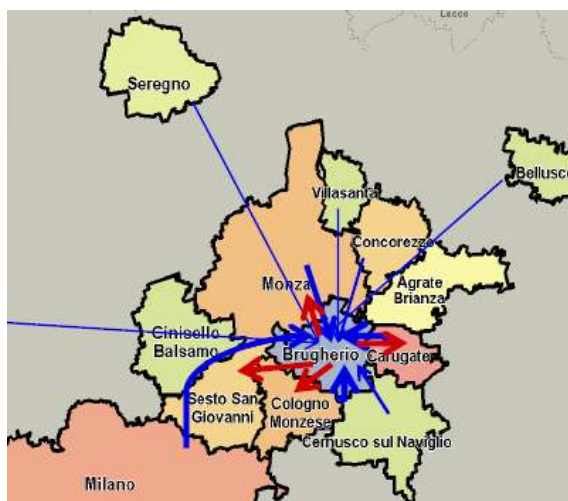 Lecco
Seregno
Bellusco
Villasanta
Concorezzo
Monza
Agrate
Brianza
Cinisello
Balsamo
Brugherio
Carugate
Sesto San
Giovanni
Cologno
Monzese
Cernusco sul Naviglio
Milano